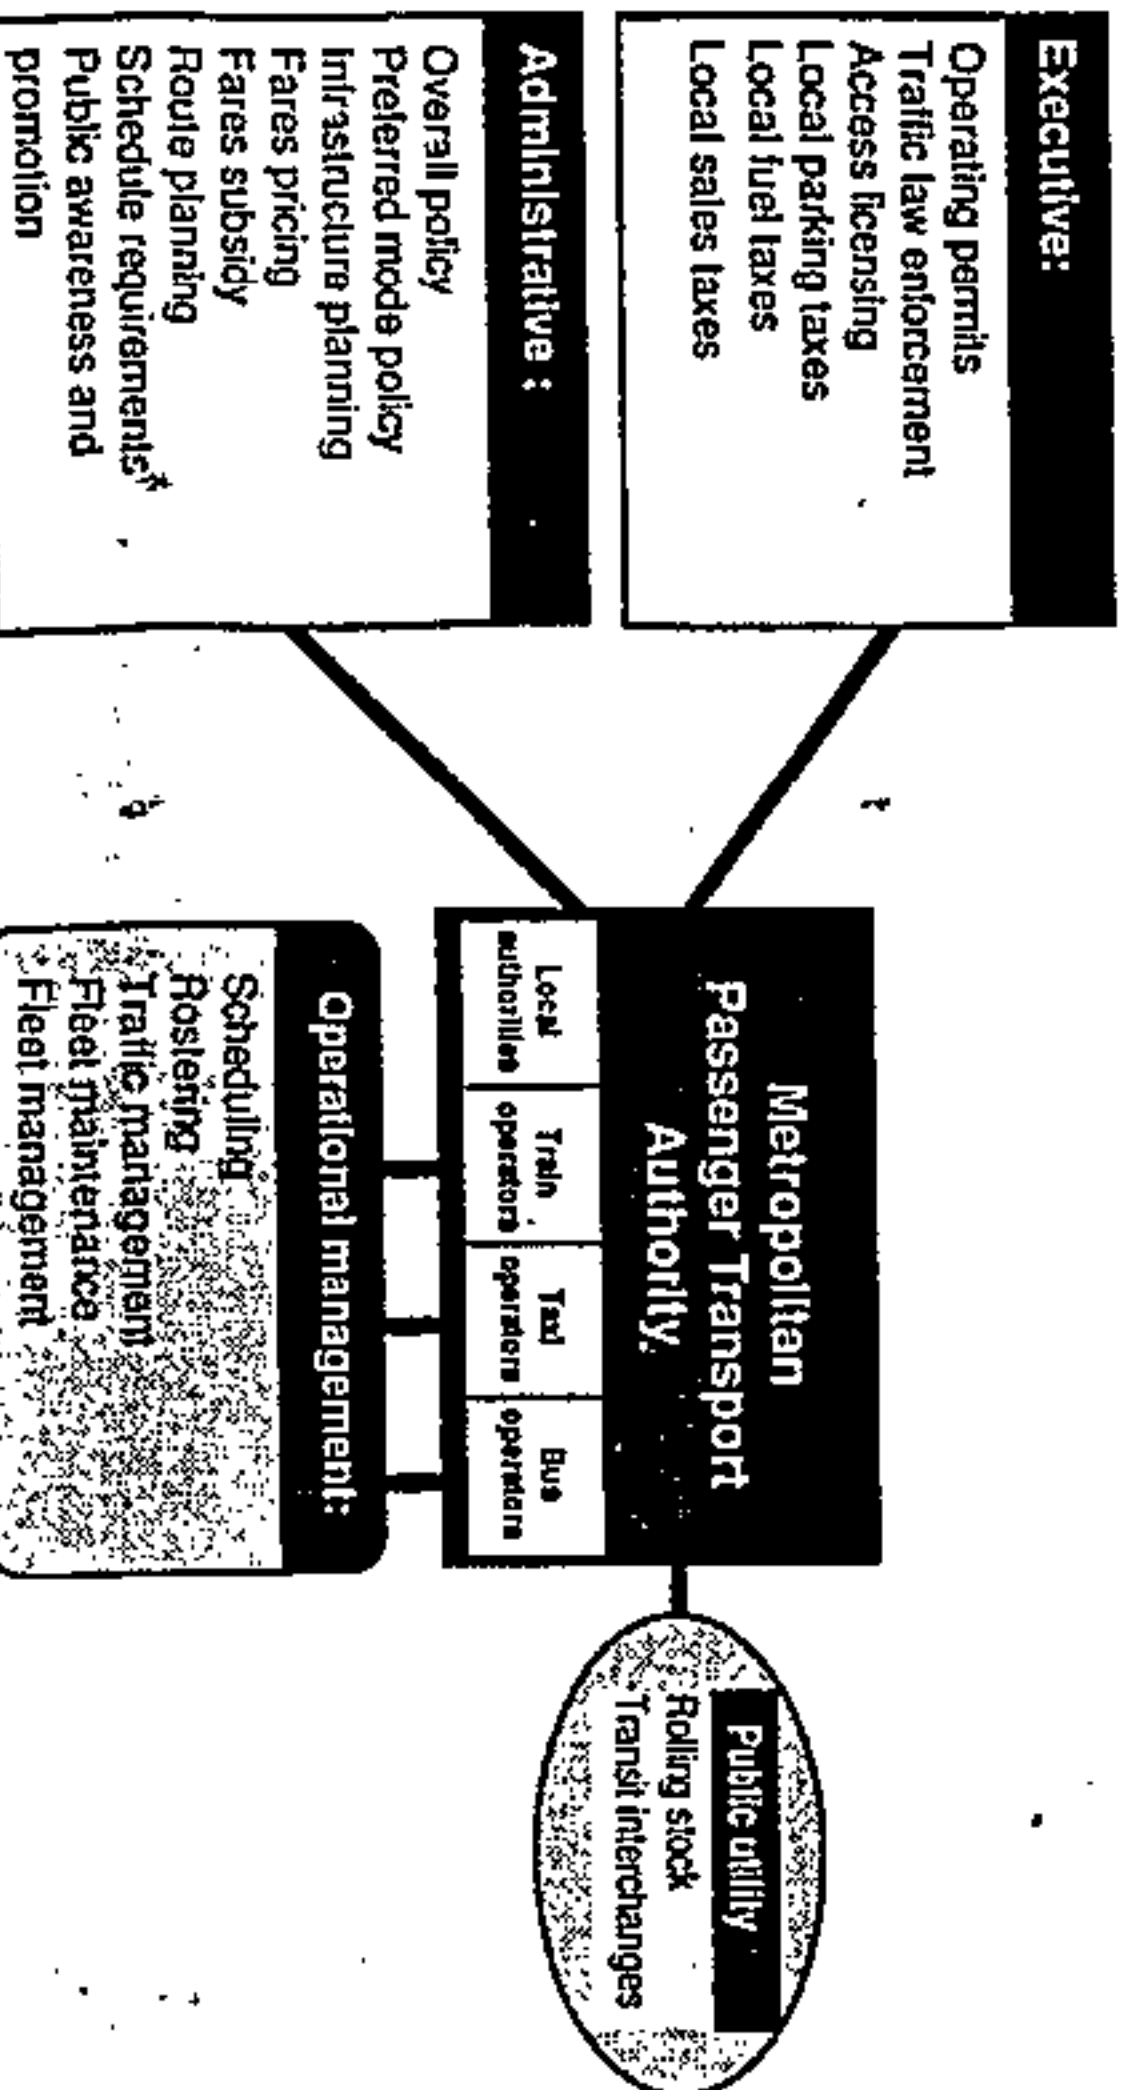 Executive:
Operating permits
Traffic law enforcement
Access licensing
Local parking taxes
Local fuel taxes
Local sales taxes
Administrative :
Overall policy
Preferred mode policy
Infrastructure planning
Fares pricing
Fares subsidy
Route planning
Schedule requirements
Public awareness and
promotion
Metropolitan
Passenger Transport
Authority.
Local
authorities
Train
operators
Taxi
operators
Bus
operators
Operational management:
Scheduling
Rostering
Traffic management
Fleet maintenance
Fleet management
Public utility
Rolling stock
Transit interchanges